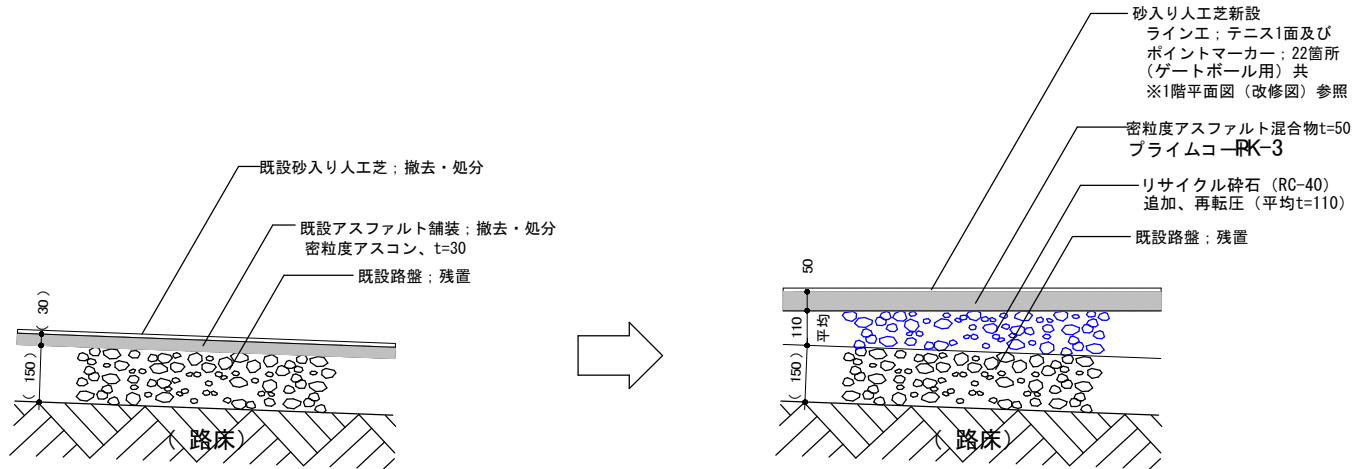 既設砂入り人工芝；撤去・処分
既設アスファルト舗装；撤去・処分
密粒度アスコン、t=30
既設路盤；残置
(30)
(150)
(路床)
砂入り人工芝新設
ライン工；テニス1面及び
ポイントマーカー；22箇所
(ゲートボール用) 共
※1階平面図 (改修図) 参照
密粒度アスファルト混合物t=50
プライムコーPK-3
リサイクル砕石 (RC-40)
追加、再転圧 (平均t=110)
既設路盤；残置
50
110
平均
(150)
(路床)